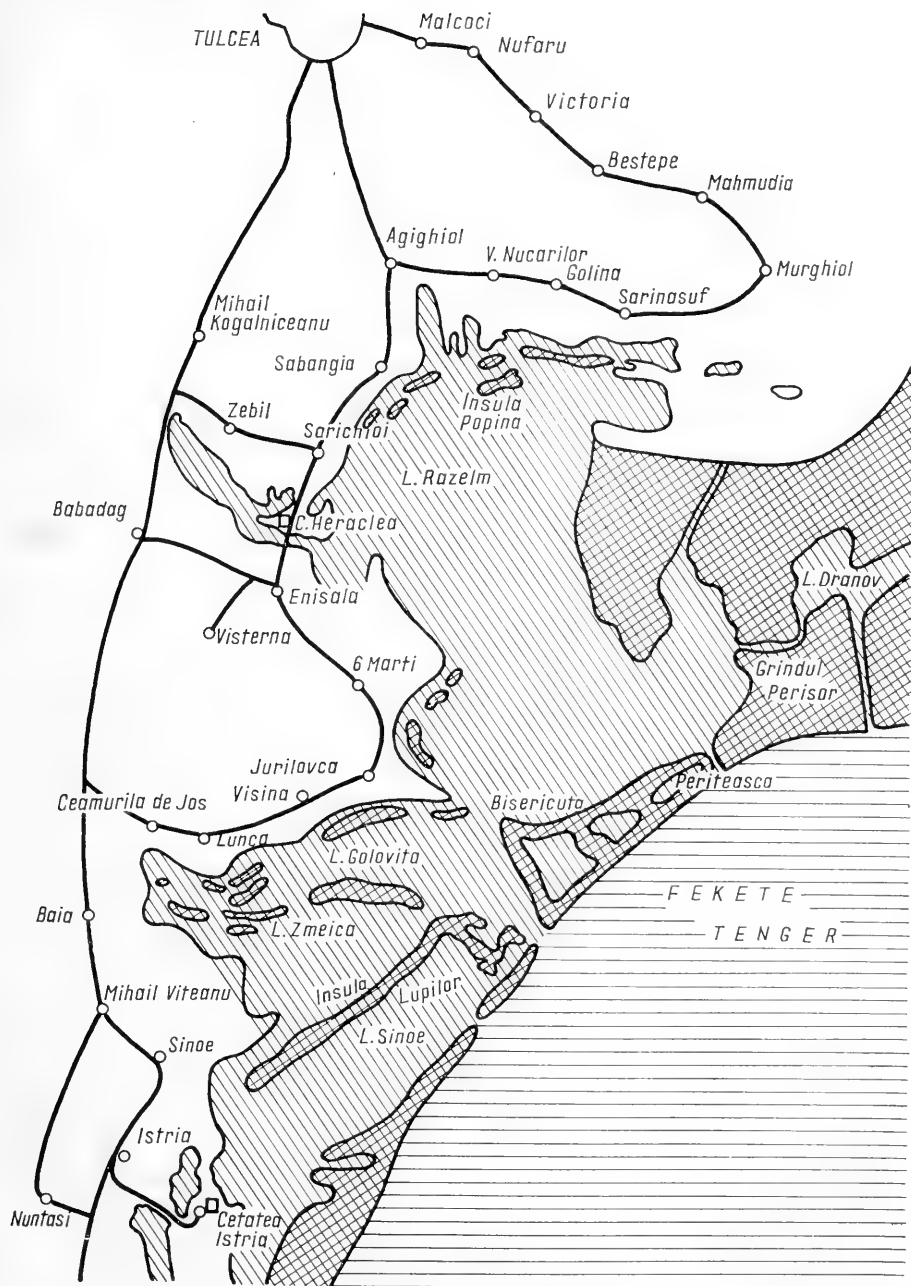 Malcoci
TULCEA
Nufaru
Victoria
Bestepe
Mahmudia
Agighiol
V. Nucarilor
Golina
Murghiol
Sarinasuf
Mihail
Kogalniceanu
Sabangia
Insula
Popina
Zebil
Sarichioi
L. Razelm
Babadag
C. Heraclea
L. Dranov
Enisala
Visterna
6 Marti
Grindul
Perisor
Jurilovca
Visina
Periteasca
Ceamurila de Jos
Bisericuta
Lunca
L. Golovita
FEKETE
TENGER
Baia
L. Zmeica
Insula
Lupilor
Mihail Viteanu
L. Sinoe
Sinoe
Istria
Nuntasi
Cetatea
Istria